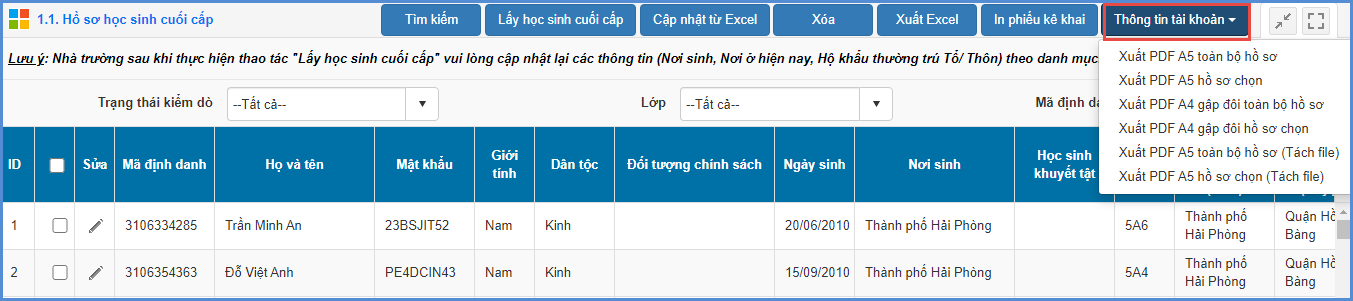 1.1. Hồ sơ học sinh cuối cấp
Tìm kiếm
Lấy học sinh cuối cấp
Cập nhật từ Excel
Xóa
Xuất Excel
In phiếu kê khai
Thông tin tài khoản
Xuất PDF A5 toàn bộ hồ sơ
Xuất PDF A5 hồ sơ chọn
Xuất PDF A4 gập đôi toàn bộ hồ sơ
Xuất PDF A4 gập đôi hồ sơ chọn
Xuất PDF A5 toàn bộ hồ sơ (Tách file)
Xuất PDF A5 hồ sơ chọn (Tách file)
Lưu ý: Nhà trường sau khi thực hiện thao tác "Lấy học sinh cuối cấp" vui lòng cập nhật lại các thông tin (Nơi sinh, Nơi ở hiện nay, Hộ khẩu thường trú Tổ/ Thôn) theo danh mục
Trạng thái kiểm dò --Tất cả-- Lớp --Tất cả-- Mã định
ID Sửa Mã định danh Họ và tên Mật khẩu Giới tính Dân tộc Đối tượng chính sách Ngày sinh Nơi sinh Học sinh khuyết tật
1 3106334285 Trần Minh An 23BSJIT52 Nam Kinh 20/06/2010 Thành phố Hải Phòng 5A6 Thành phố Hải Phòng Quận Hồ Bàng
2 3106354363 Đỗ Việt Anh PE4DCIN43 Nam Kinh 15/09/2010 Thành phố Hải Phòng 5A4 Thành phố Hải Phòng Quận Hồ Bàng